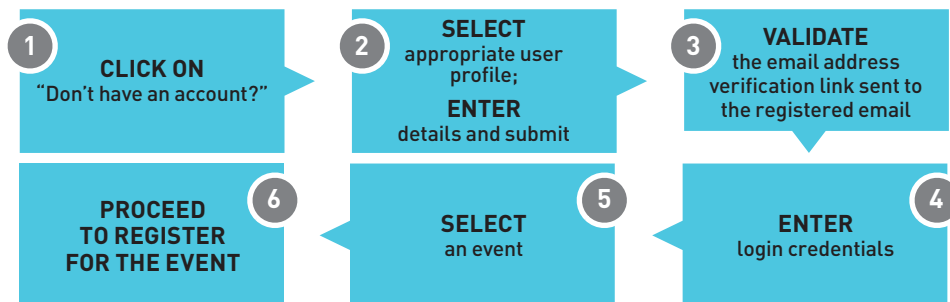 1
CLICK ON
“Don’t have an account?”
2
SELECT
appropriate user
profile;
ENTER
details and submit
3
VALIDATE
the email address
verification link sent to
the registered email
4
ENTER
login credentials
5
SELECT
an event
6
PROCEED
TO REGISTER
FOR THE EVENT